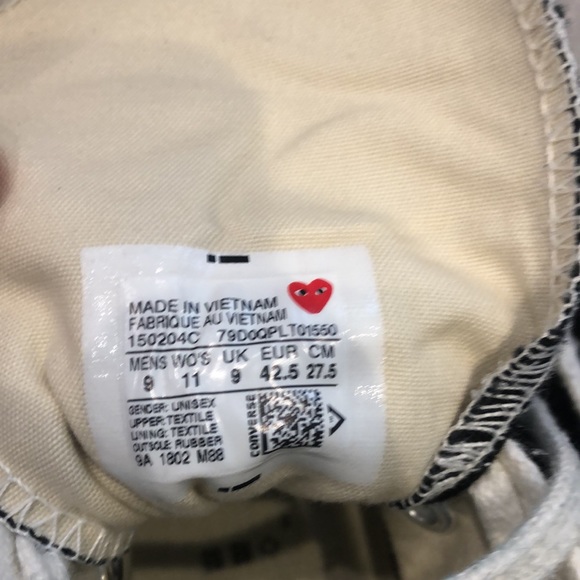 MADE IN VIETNAM
FABRIQUE AU VIETNAM
150204C 79D0QPLT01550
MENS WO'S UK EUR CM
9 11 9 42.5 27.5
GENDER: UNISEX
UPPER: TEXTILE
LINING: TEXTILE
OUTSOLE: RUBBER
9A 1802 M88
CONVERSE